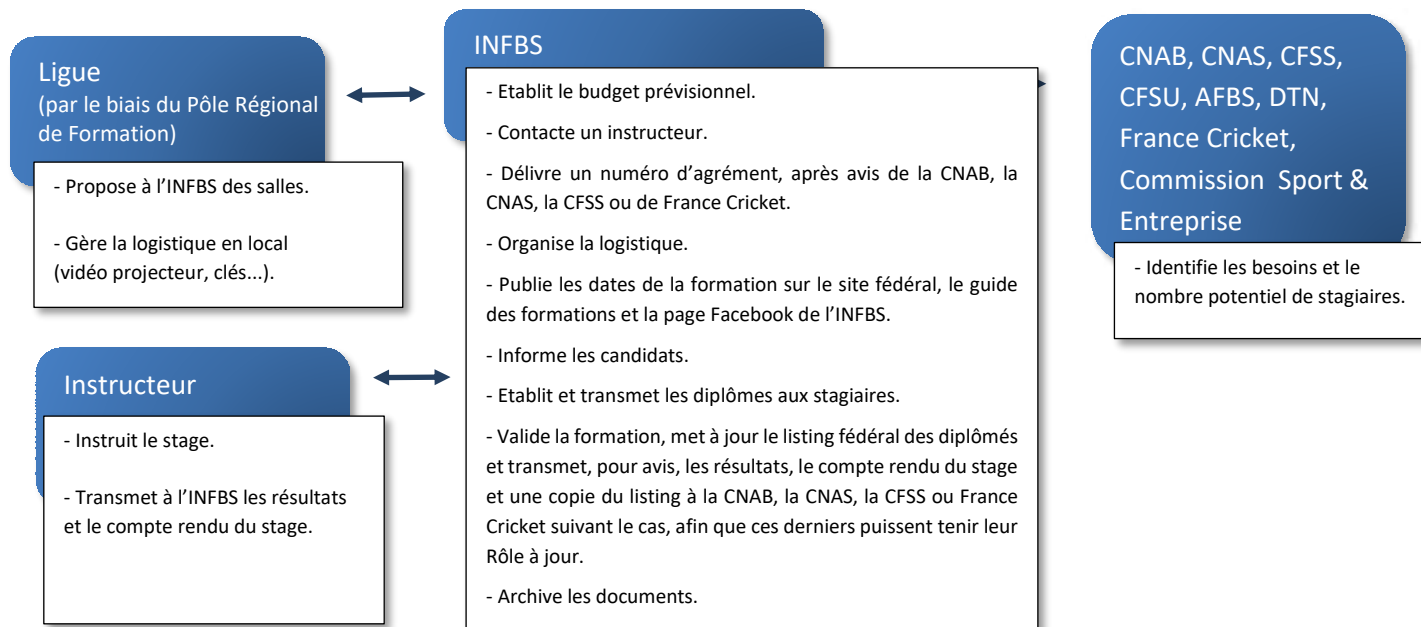 Ligue
(par le biais du Pôle Régional
de Formation)
- Propose à l’INFBS des salles.
- Gère la logistique en local
(vidéo projecteur, clés...).
Instructeur
- Instruit le stage.
- Transmet à l’INFBS les résultats
et le compte rendu du stage.
INFBS
- Etablit le budget prévisionnel.
- Contacte un instructeur.
- Délivre un numéro d’agrément, après avis de la CNAB, la
CNAS, la CFSS ou de France Cricket.
- Organise la logistique.
- Publie les dates de la formation sur le site fédéral, le guide
des formations et la page Facebook de l’INFBS.
- Informe les candidats.
- Etablit et transmet les diplômes aux stagiaires.
- Valide la formation, met à jour le listing fédéral des diplômés
et transmet, pour avis, les résultats, le compte rendu du stage
et une copie du listing à la CNAB, la CNAS, la CFSS ou France
Cricket suivant le cas, afin que ces derniers puissent tenir leur
Rôle à jour.
- Archive les documents.
CNAB, CNAS, CFSS,
CFSU, AFBS, DTN,
France Cricket,
Commission Sport &
Entreprise
- Identifie les besoins et le
nombre potentiel de stagiaires.